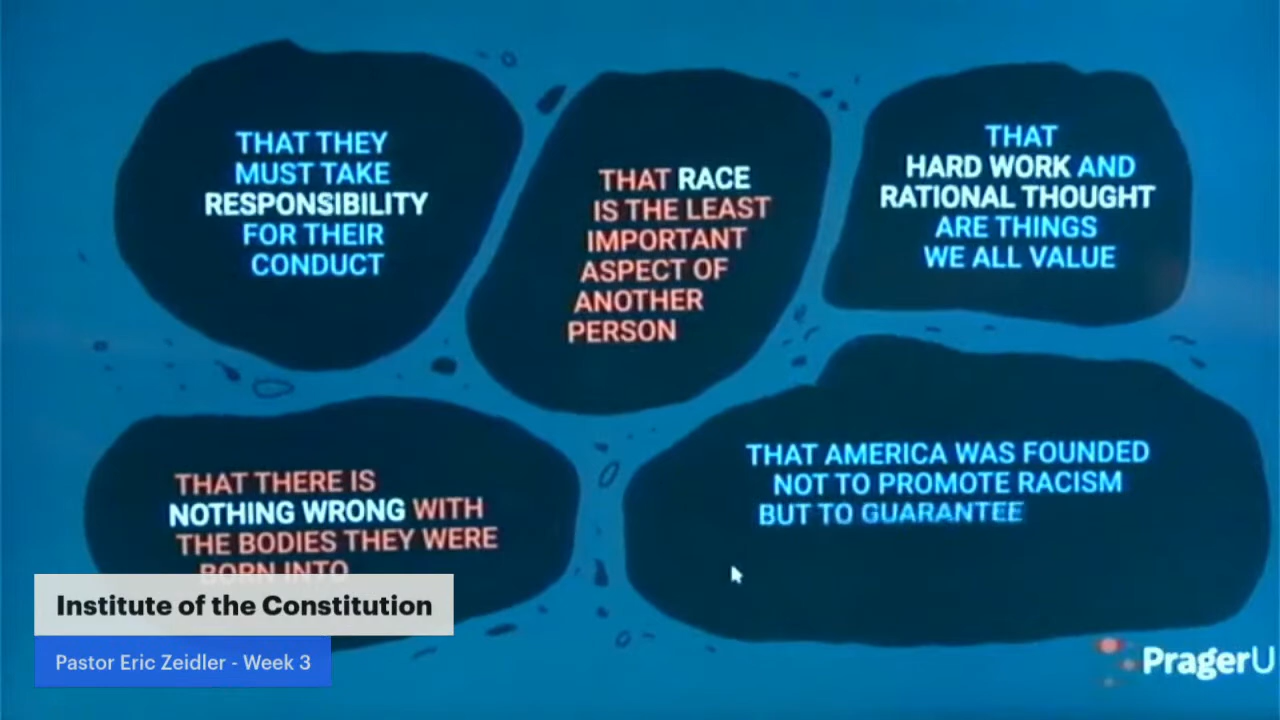 THAT THEY
MUST TAKE
RESPONSIBILITY
FOR THEIR
CONDUCT
THAT RACE
IS THE LEAST
IMPORTANT
ASPECT OF
ANOTHER
PERSON
THAT
HARD WORK AND
RATIONAL THOUGHT
ARE THINGS
WE ALL VALUE
THAT THERE IS
NOTHING WRONG WITH
THE BODIES THEY WERE
BORN INTO
THAT AMERICA WAS FOUNDED
NOT TO PROMOTE RACISM
BUT TO GUARANTEE
Institute of the Constitution
Pastor Eric Zeidler - Week 3
PragerU